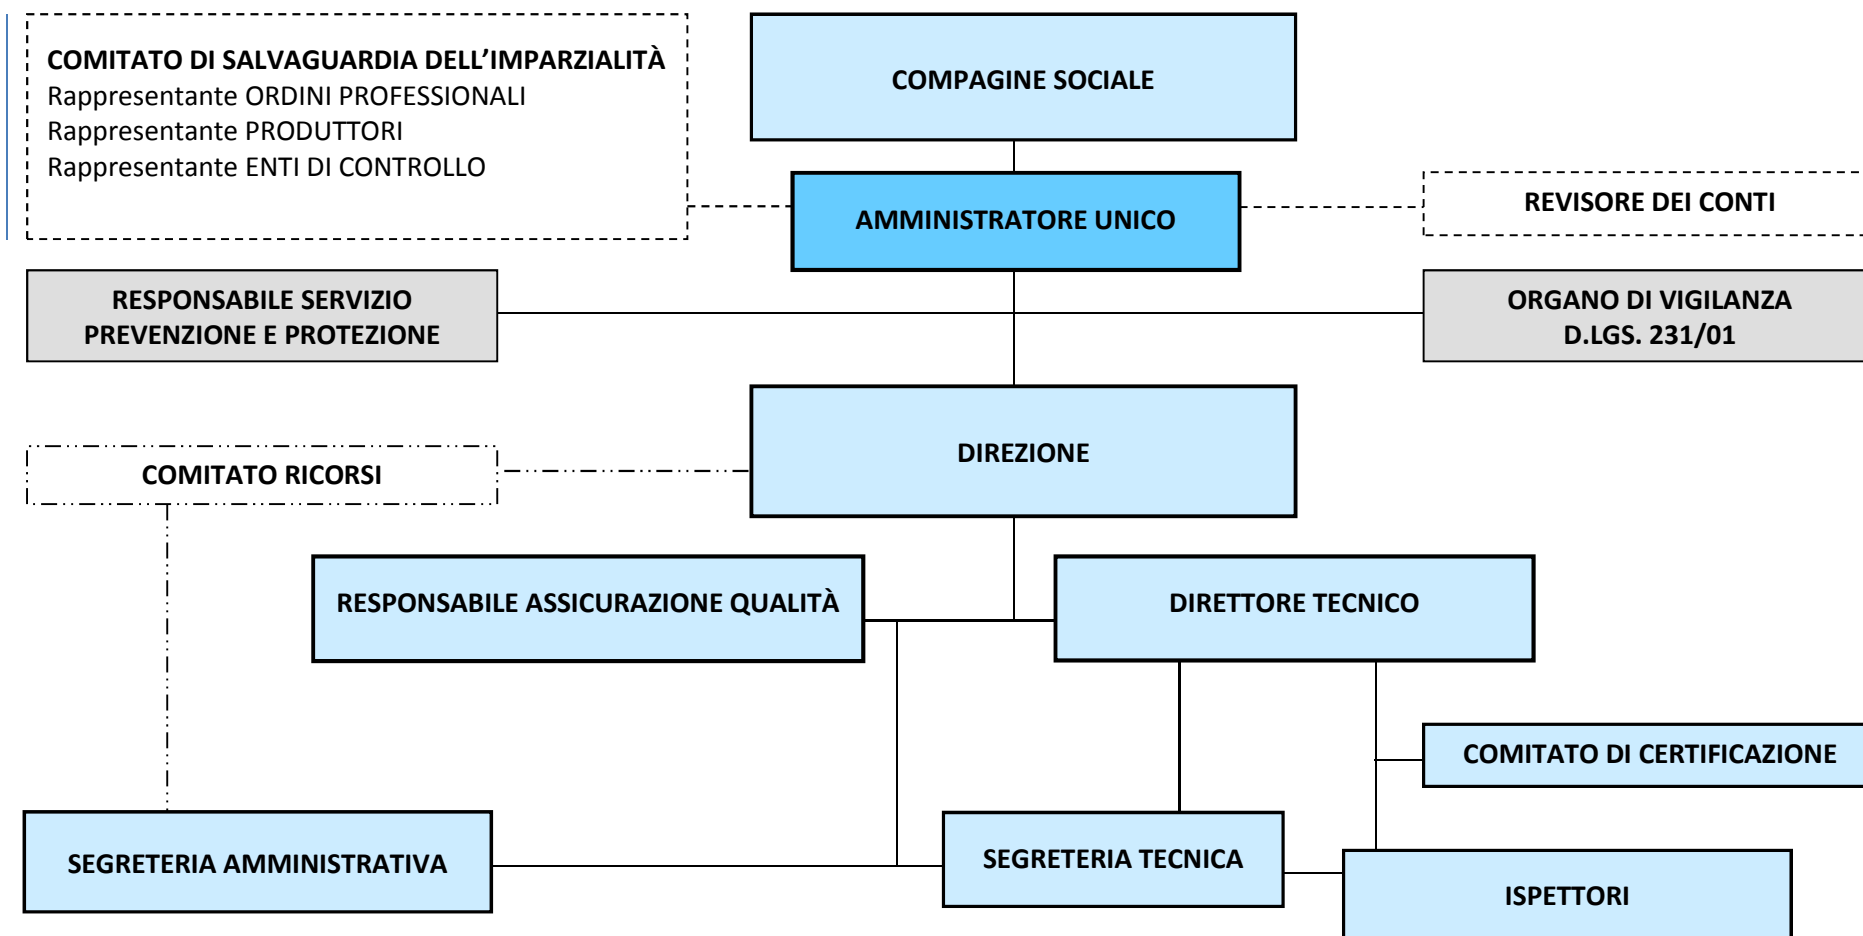 COMITATO DI SALVAGUARDIA DELL’IMPARZIALITÀ
Rappresentante ORDINI PROFESSIONALI
Rappresentante PRODUTTORI
Rappresentante ENTI DI CONTROLLO
COMPAGINE SOCIALE
AMMINISTRATORE UNICO
REVISORE DEI CONTI
RESPONSABILE SERVIZIO
PREVENZIONE E PROTEZIONE
ORGANO DI VIGILANZA
D.LGS. 231/01
DIREZIONE
COMITATO RICORSI
RESPONSABILE ASSICURAZIONE QUALITÀ
DIRETTORE TECNICO
COMITATO DI CERTIFICAZIONE
SEGRETERIA AMMINISTRATIVA
SEGRETERIA TECNICA
ISPETTORI